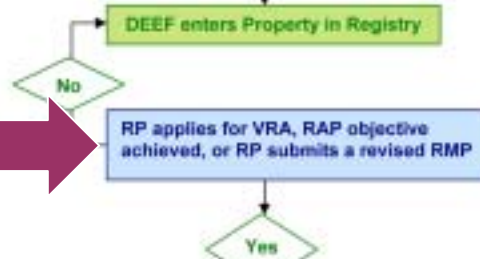 DEEF enters Property in Registry
No
RP applies for VRA, RAP objective
achieved, or RP submits a revised RMP
Yes